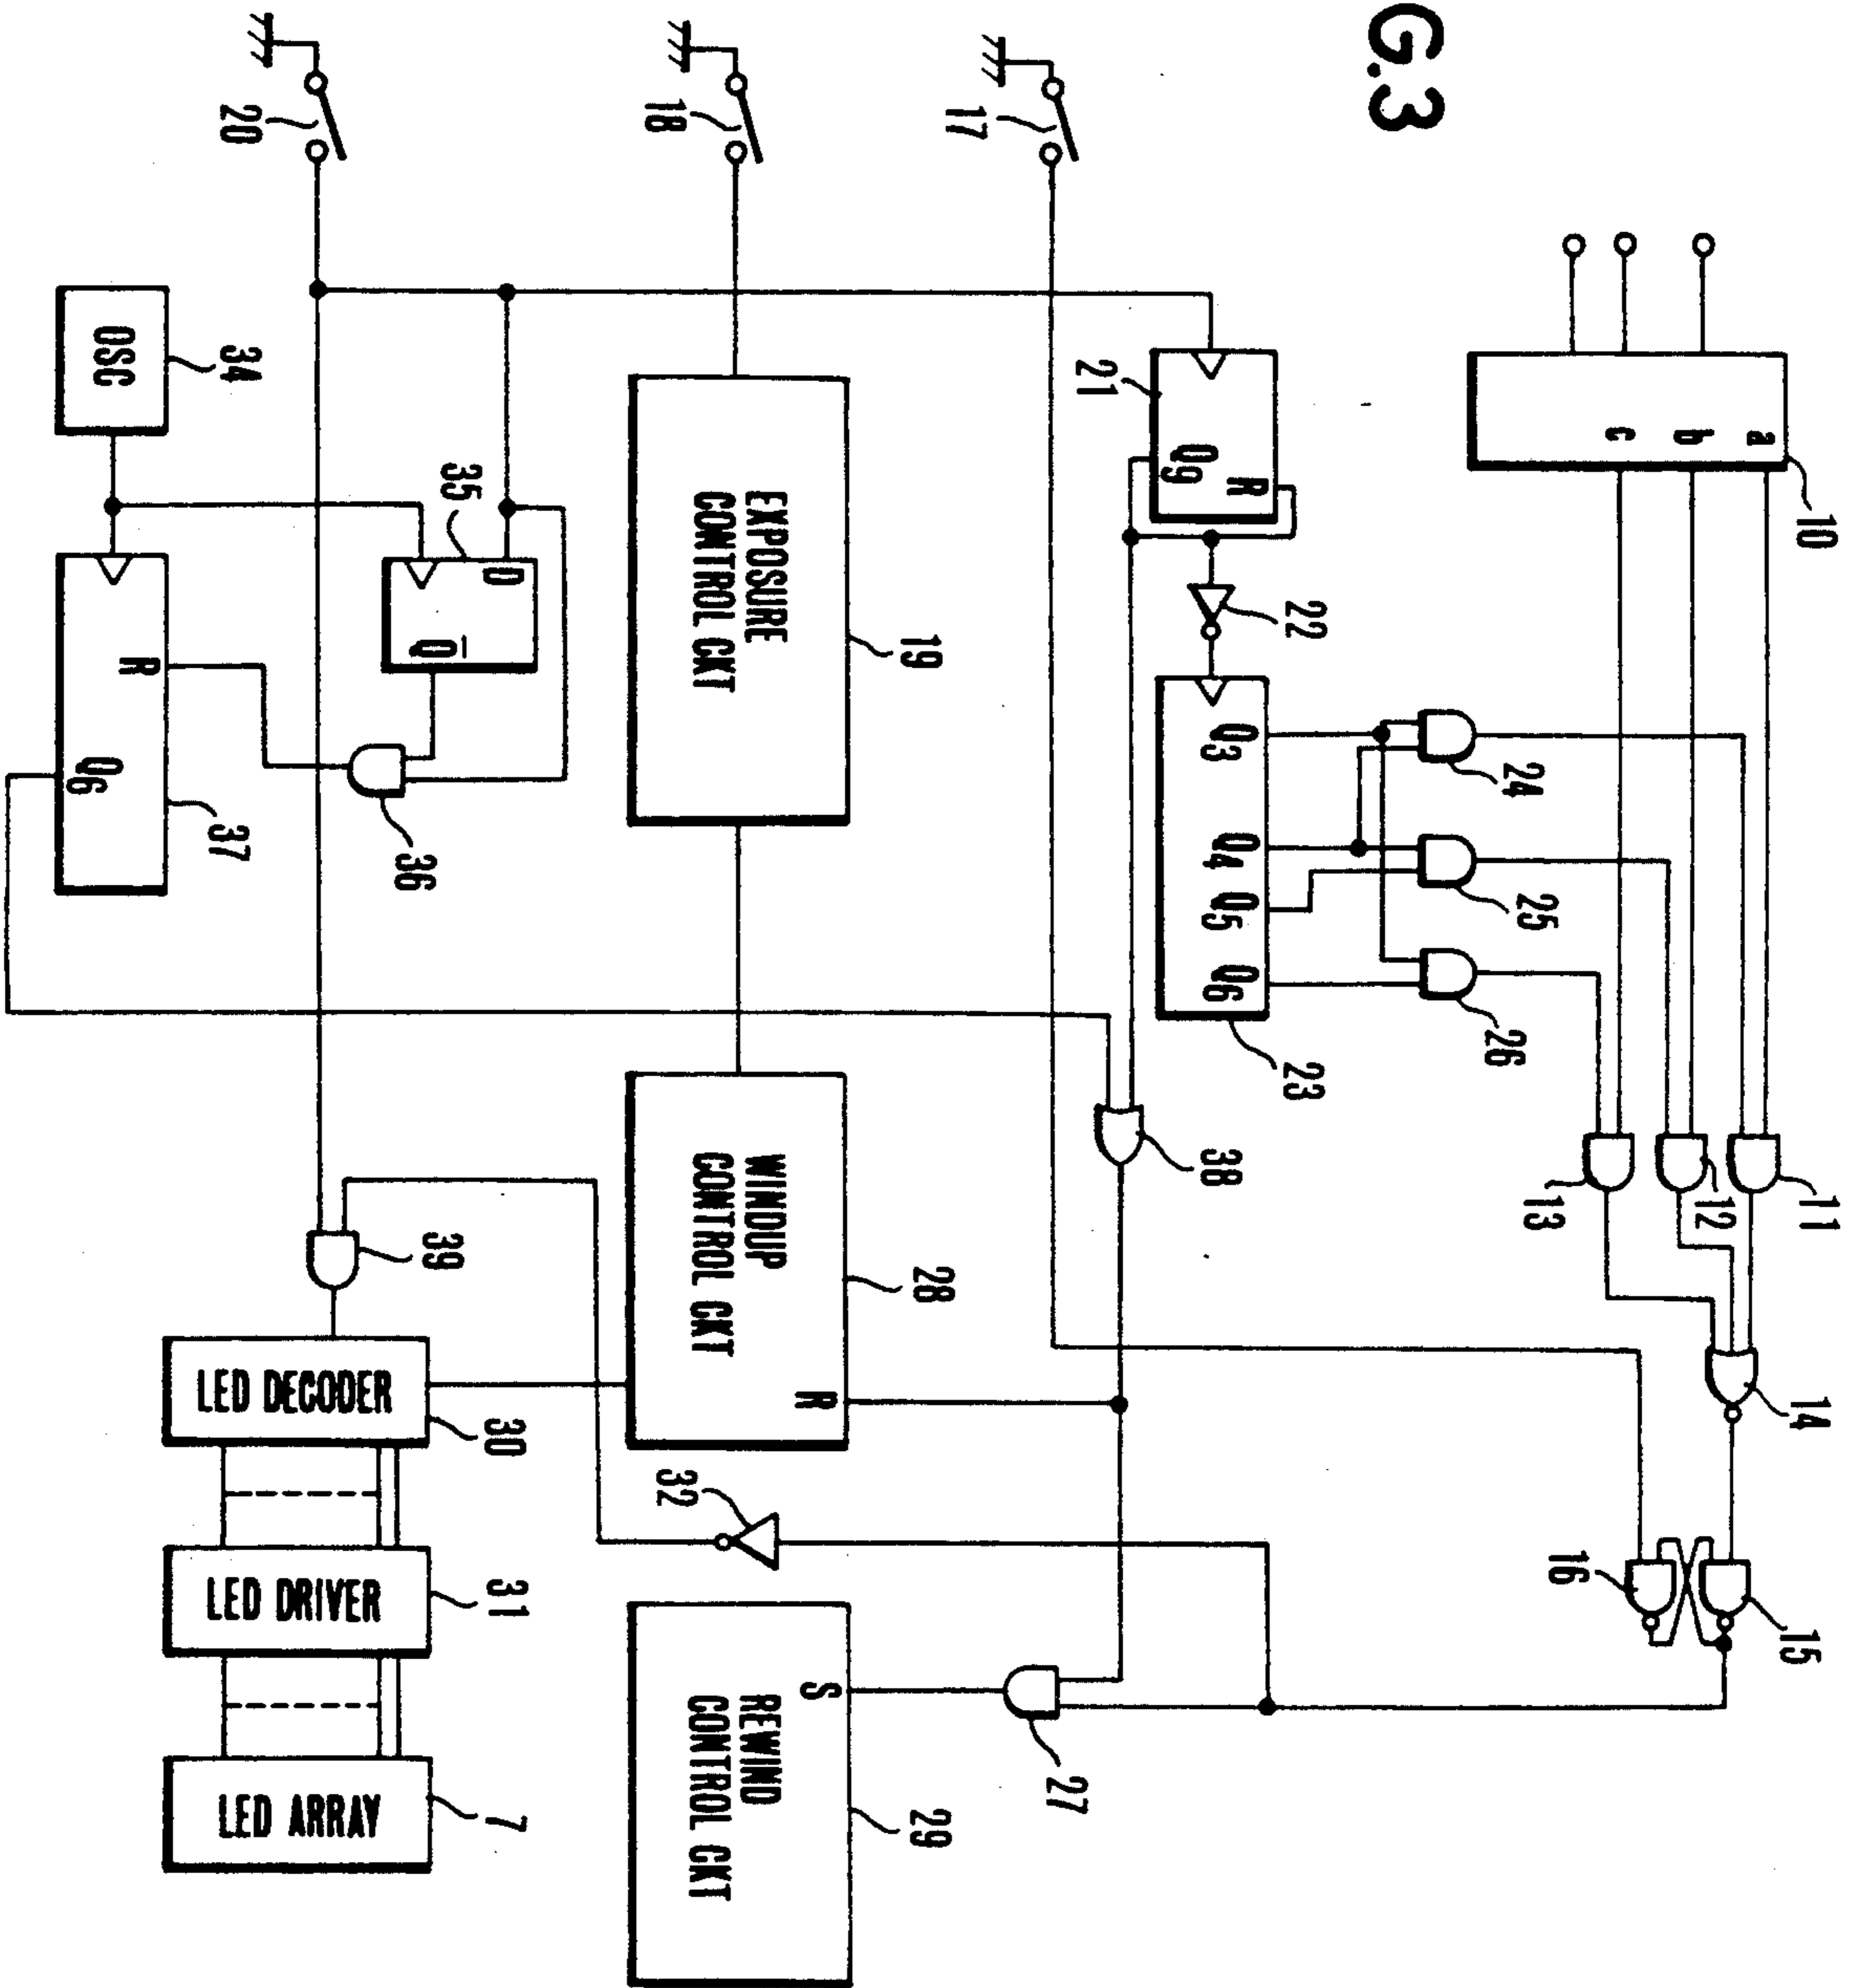 G.3
10
a
b
c
11
12
13
14
15
16
17
18
20
21
Q9
R
22
23
Q3
Q4
Q5
Q6
24
25
26
27
38
EXPOSURE
CONTROL CKT
19
WINDUP
CONTROL CKT
R
28
REWIND
CONTROL CKT
S
29
32
OSC
34
35
D
Q̅
36
37
R
Q6
39
LED DECODER
30
LED DRIVER
31
LED ARRAY
7